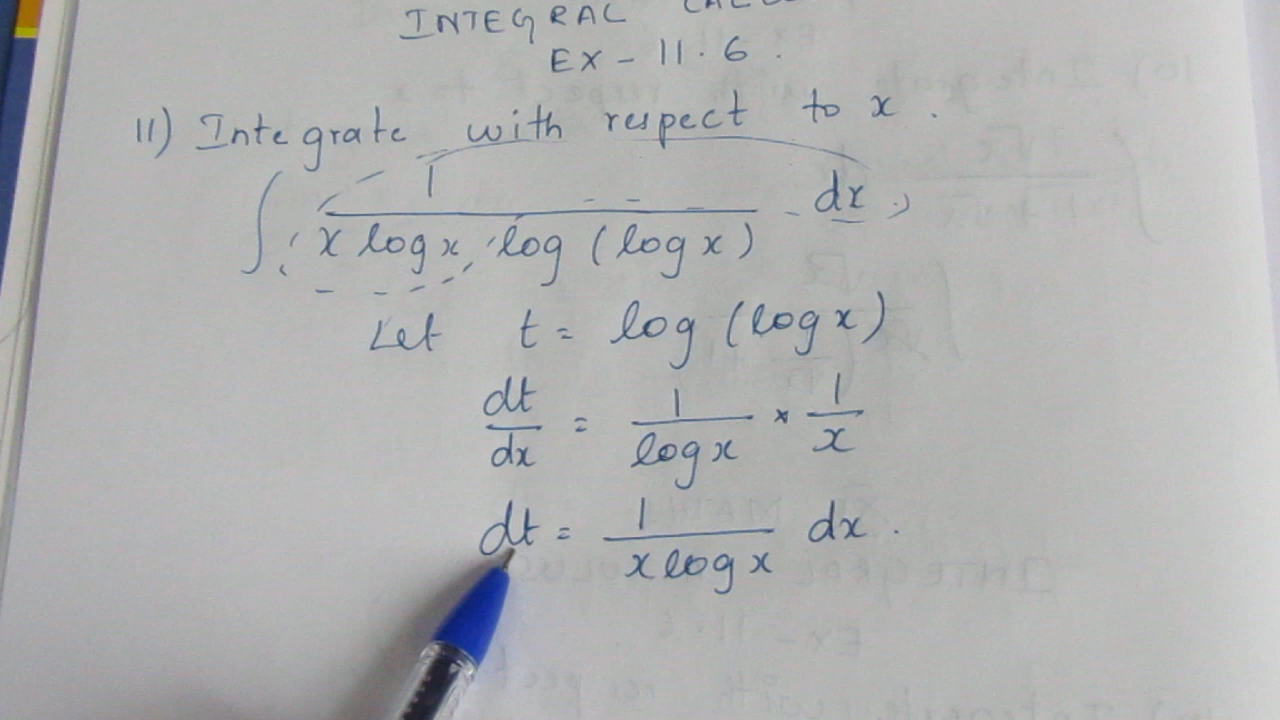 INTEGRAL
EX - 11.6.
11) Integrate with respect to x.
∫ 1 / (x log x log (log x)) dx,
Let t = log (log x)
dt/dx = 1/(log x) × 1/x
dt = 1/(x log x) dx.